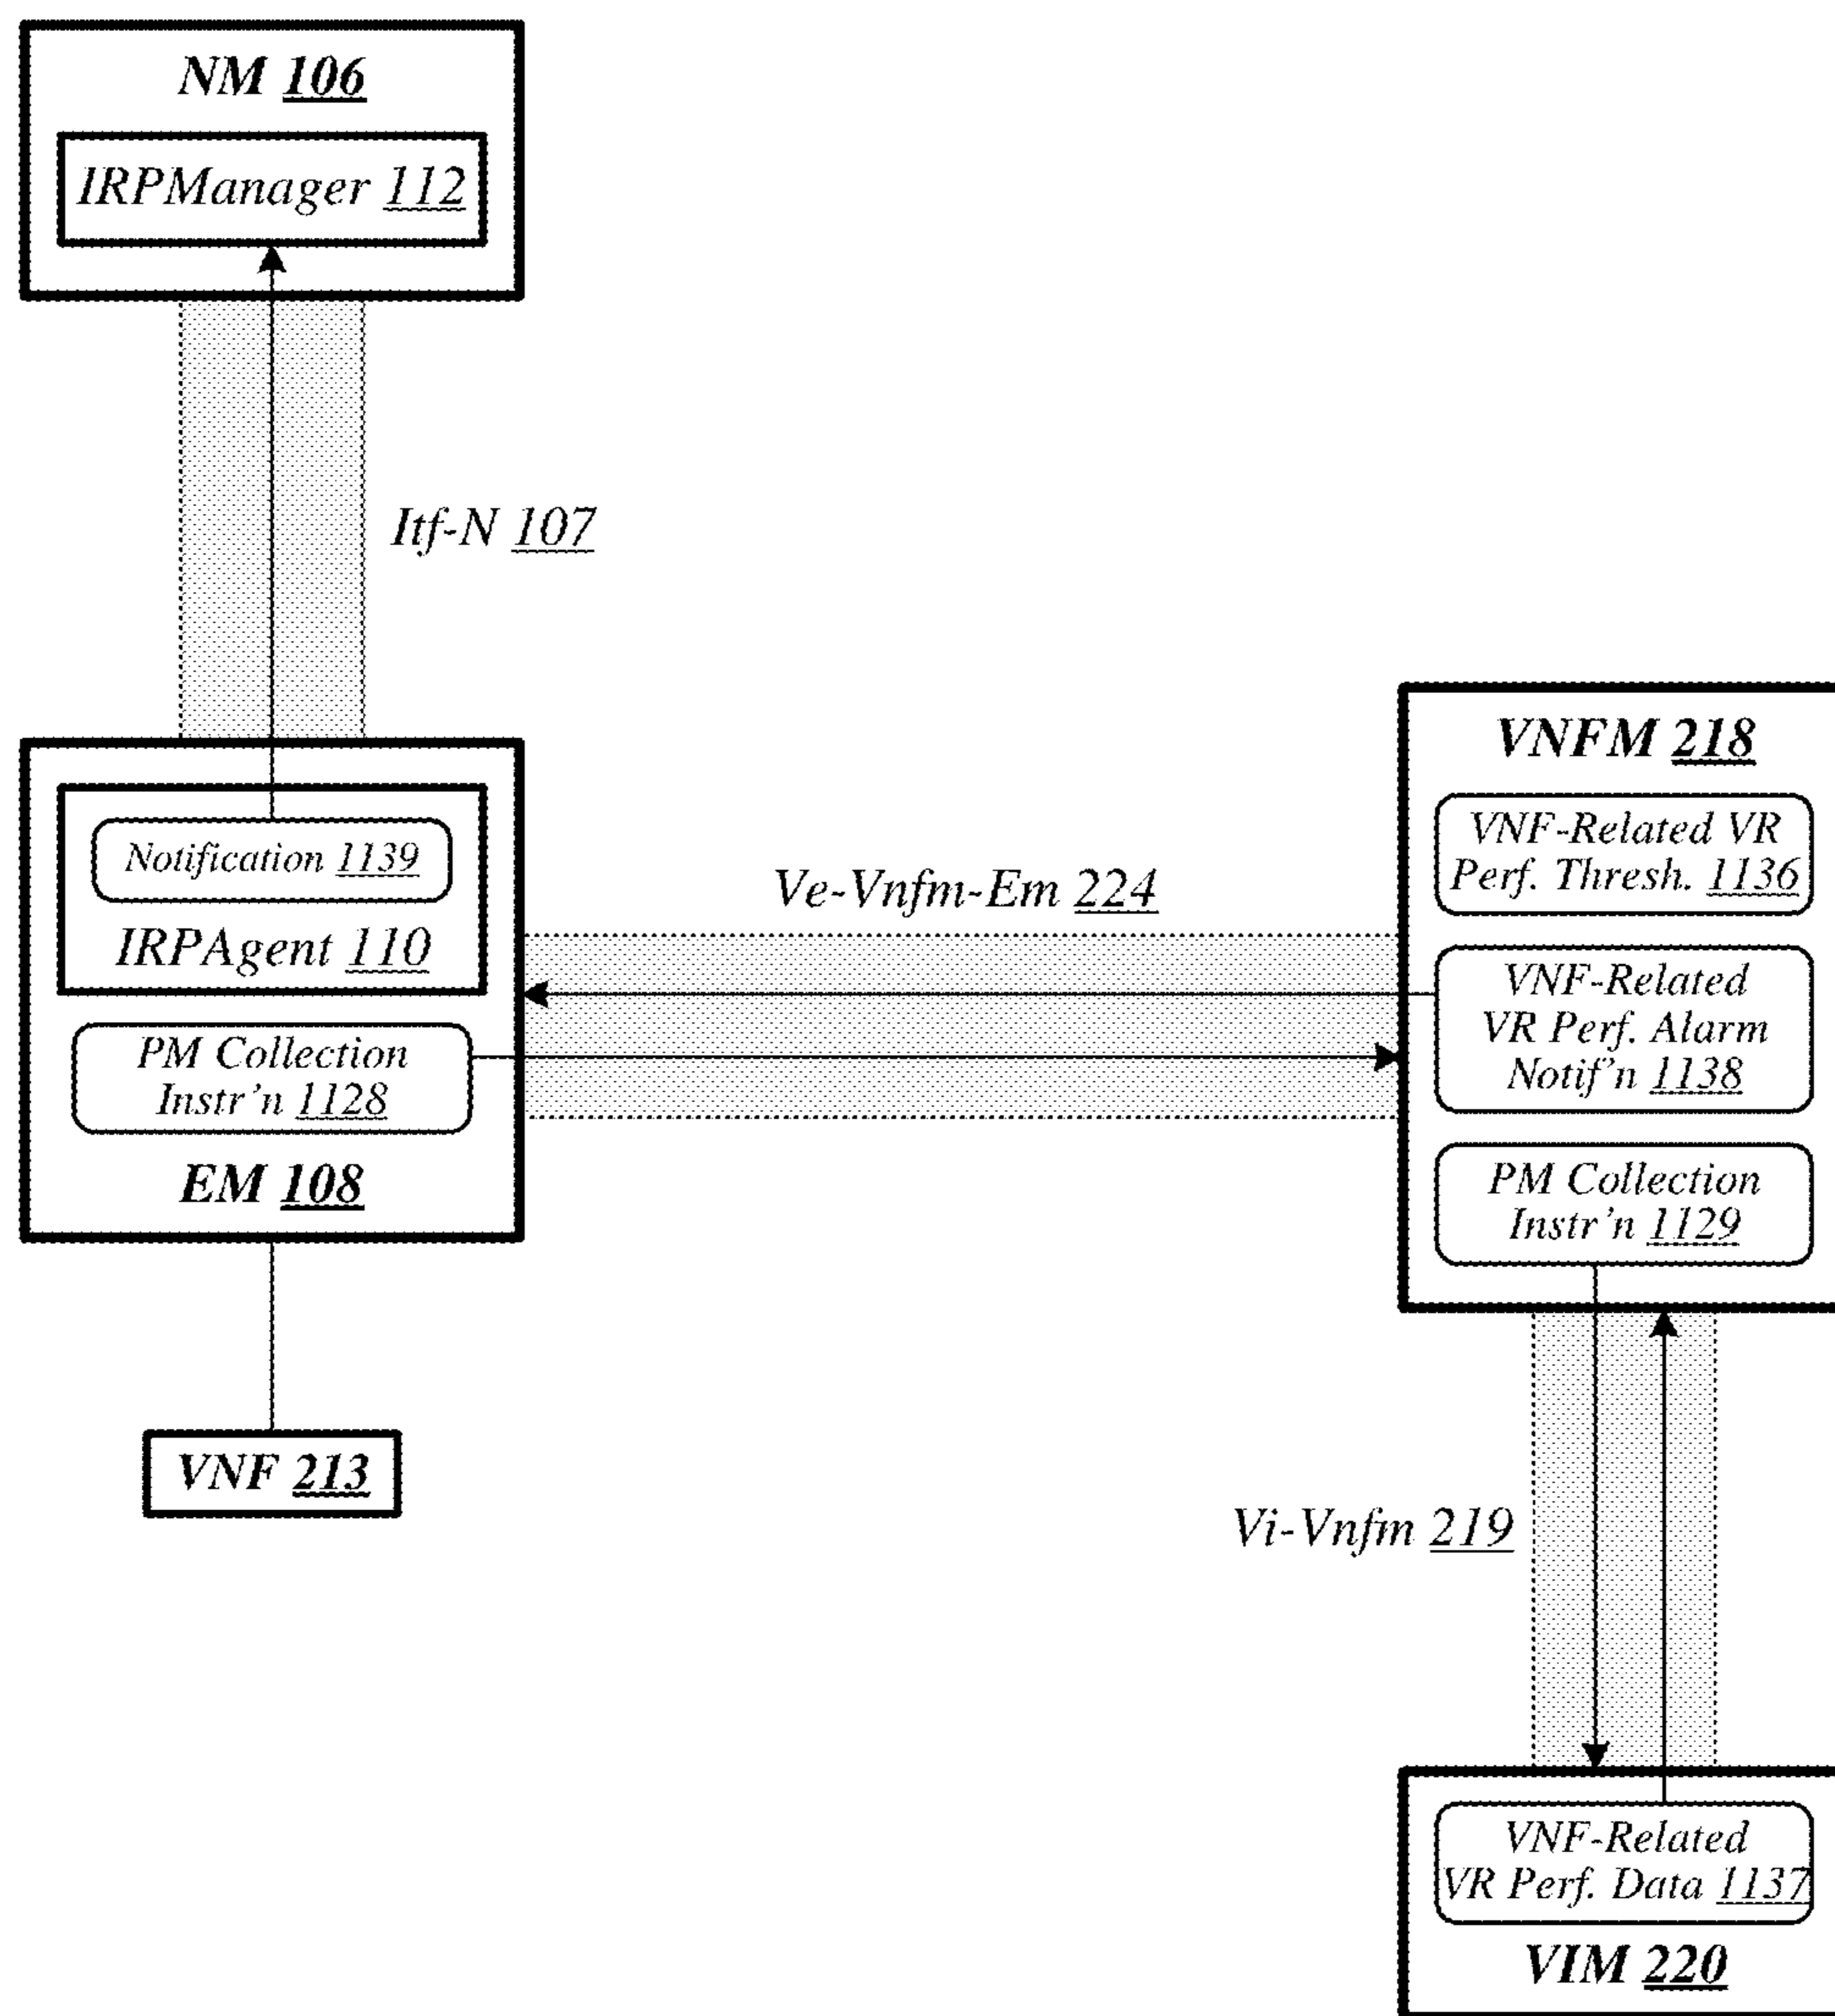 NM 106
IRPManager 112
Itf-N 107
Notification 1139
IRPAgent 110
PM Collection
Instr'n 1128
EM 108
VNF 213
Ve-Vnfm-Em 224
VNFM 218
VNF-Related VR
Perf. Thresh. 1136
VNF-Related
VR Perf. Alarm
Notif'n 1138
PM Collection
Instr'n 1129
Vi-Vnfm 219
VNF-Related
VR Perf. Data 1137
VIM 220